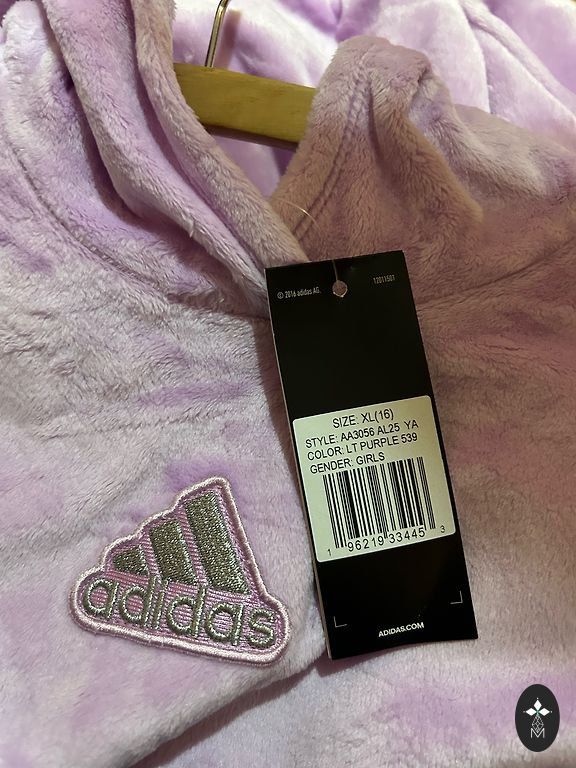 © 2016 adidas AG.
12011503
SIZE: XL(16)
STYLE: AA3056 AL25 YA
COLOR: LT PURPLE 539
GENDER: GIRLS
1 96219 33445 3
ADIDAS.COM
adidas
M